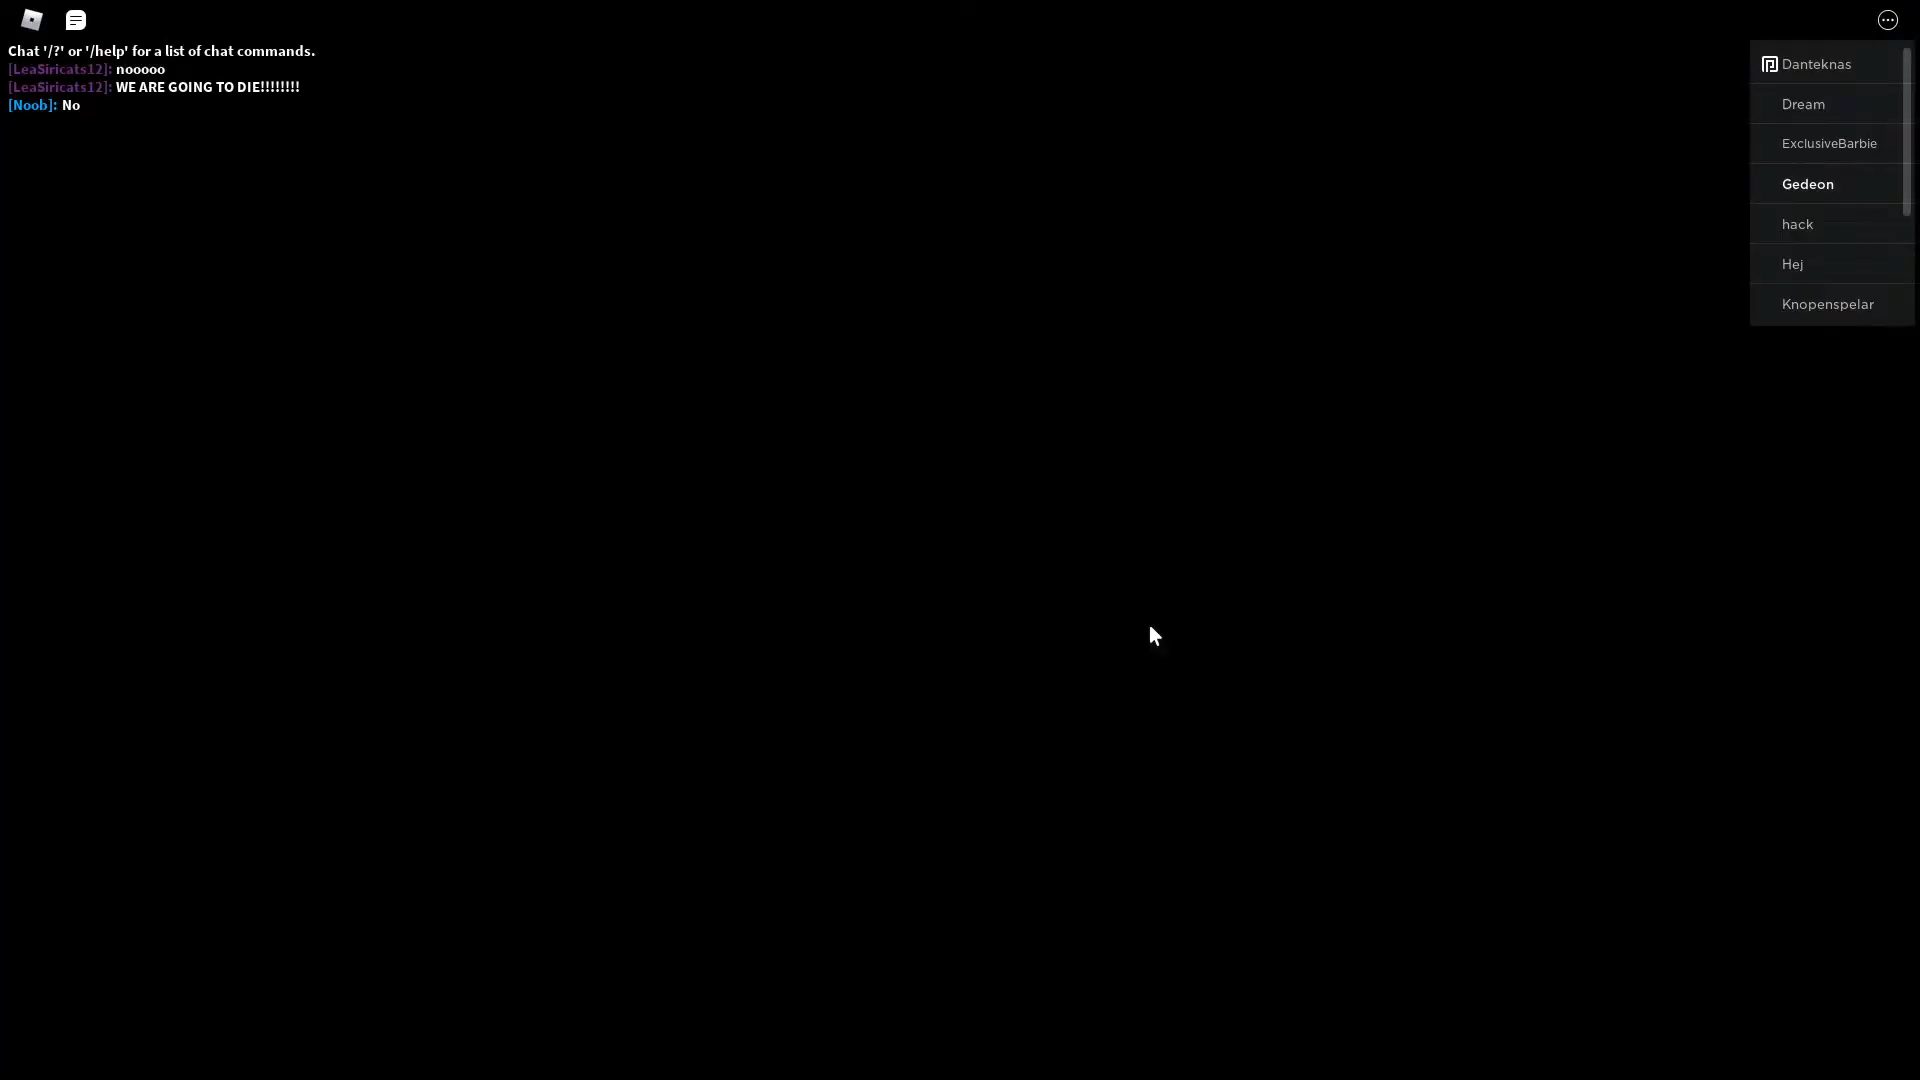 Chat '/?' or '/help' for a list of chat commands.
[LeaSiricats12]: nooooo
[LeaSiricats12]: WE ARE GOING TO DIE!!!!!!!!
[Noob]: No
Danteknas
Dream
ExclusiveBarbie
Gedeon
hack
Hej
Knopenspelar